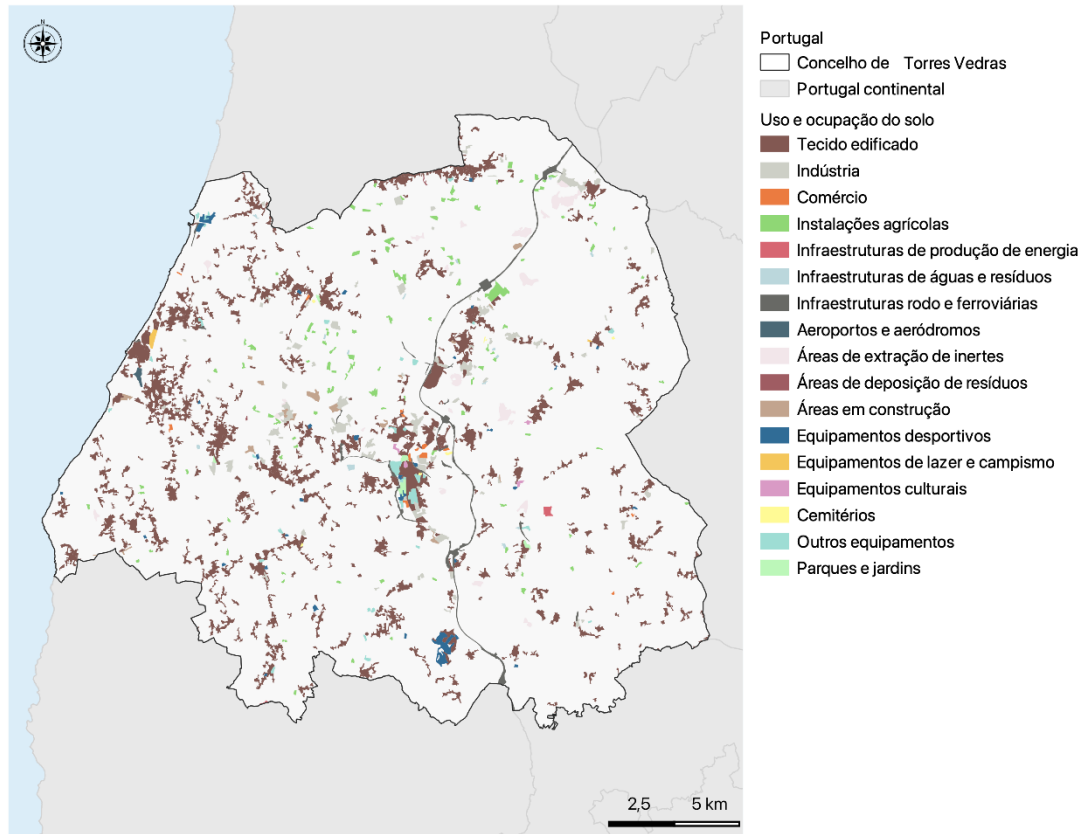 N
Portugal
Concelho de Torres Vedras
Portugal continental
Uso e ocupação do solo
Tecido edificado
Indústria
Comércio
Instalações agrícolas
Infraestruturas de produção de energia
Infraestruturas de águas e resíduos
Infraestruturas rodo e ferroviárias
Aeroportos e aeródromos
Áreas de extração de inertes
Áreas de deposição de resíduos
Áreas em construção
Equipamentos desportivos
Equipamentos de lazer e campismo
Equipamentos culturais
Cemitérios
Outros equipamentos
Parques e jardins
2,5 5 km